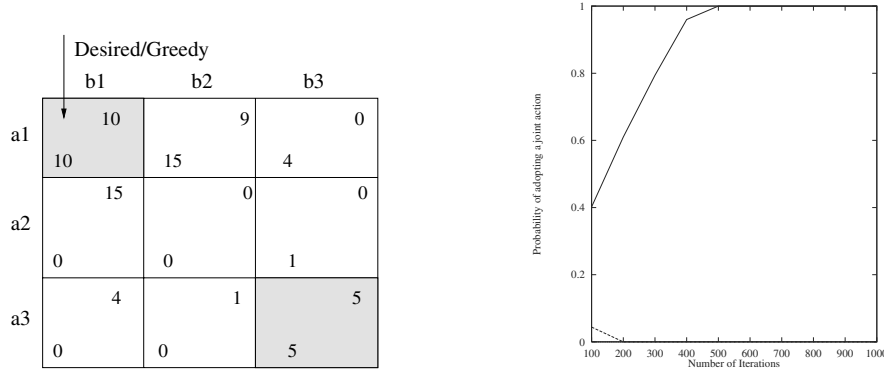 Desired/Greedy
b1 b2 b3
a1
10 9 0
10 15 4
a2
15 0 0
0 0 1
a3
4 1 5
0 0 5
Probability of adopting a joint action
1
0.8
0.6
0.4
0.2
0
100 200 300 400 500 600 700 800 900 1000
Number of Iterations